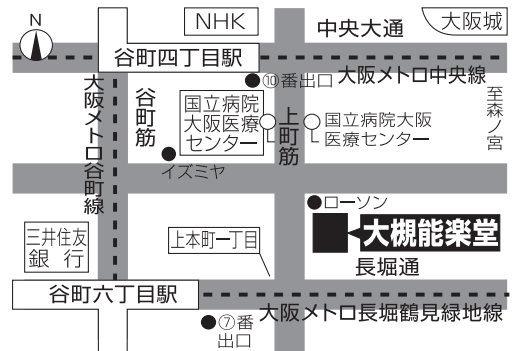 N
NHK
中央大通
大阪城
谷町四丁目駅
⑩番出口
大阪メトロ中央線
大阪メトロ谷町線
谷町筋
国立病院
大阪医療
センター
上町筋
国立病院大阪
医療センター
至森ノ宮
イズミヤ
ローソン
大槻能楽堂
三井住友
銀行
上本町一丁目
長堀通
谷町六丁目駅
大阪メトロ長堀鶴見緑地線
⑦番
出口